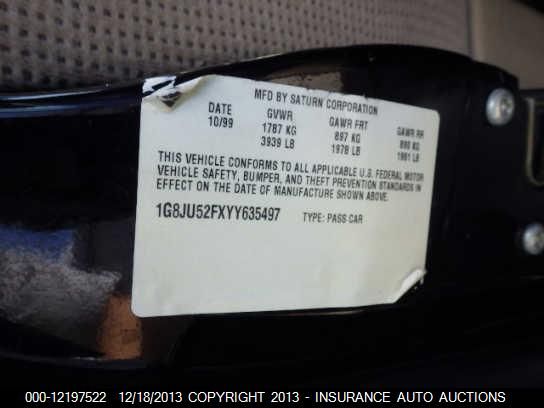 MFD BY SATURN CORPORATION
DATE GVWR GAWR FRT GAWR RR
10/99 1787 KG 897 KG 890 KG
3939 LB 1978 LB 1961 LB
THIS VEHICLE CONFORMS TO ALL APPLICABLE U.S. FEDERAL MOTOR
VEHICLE SAFETY, BUMPER, AND THEFT PREVENTION STANDARDS IN
EFFECT ON THE DATE OF MANUFACTURE SHOWN ABOVE.
1G8JU52FXYY635497 TYPE: PASS CAR
000-12197522 12/18/2013 COPYRIGHT 2013 - INSURANCE AUTO AUCTIONS